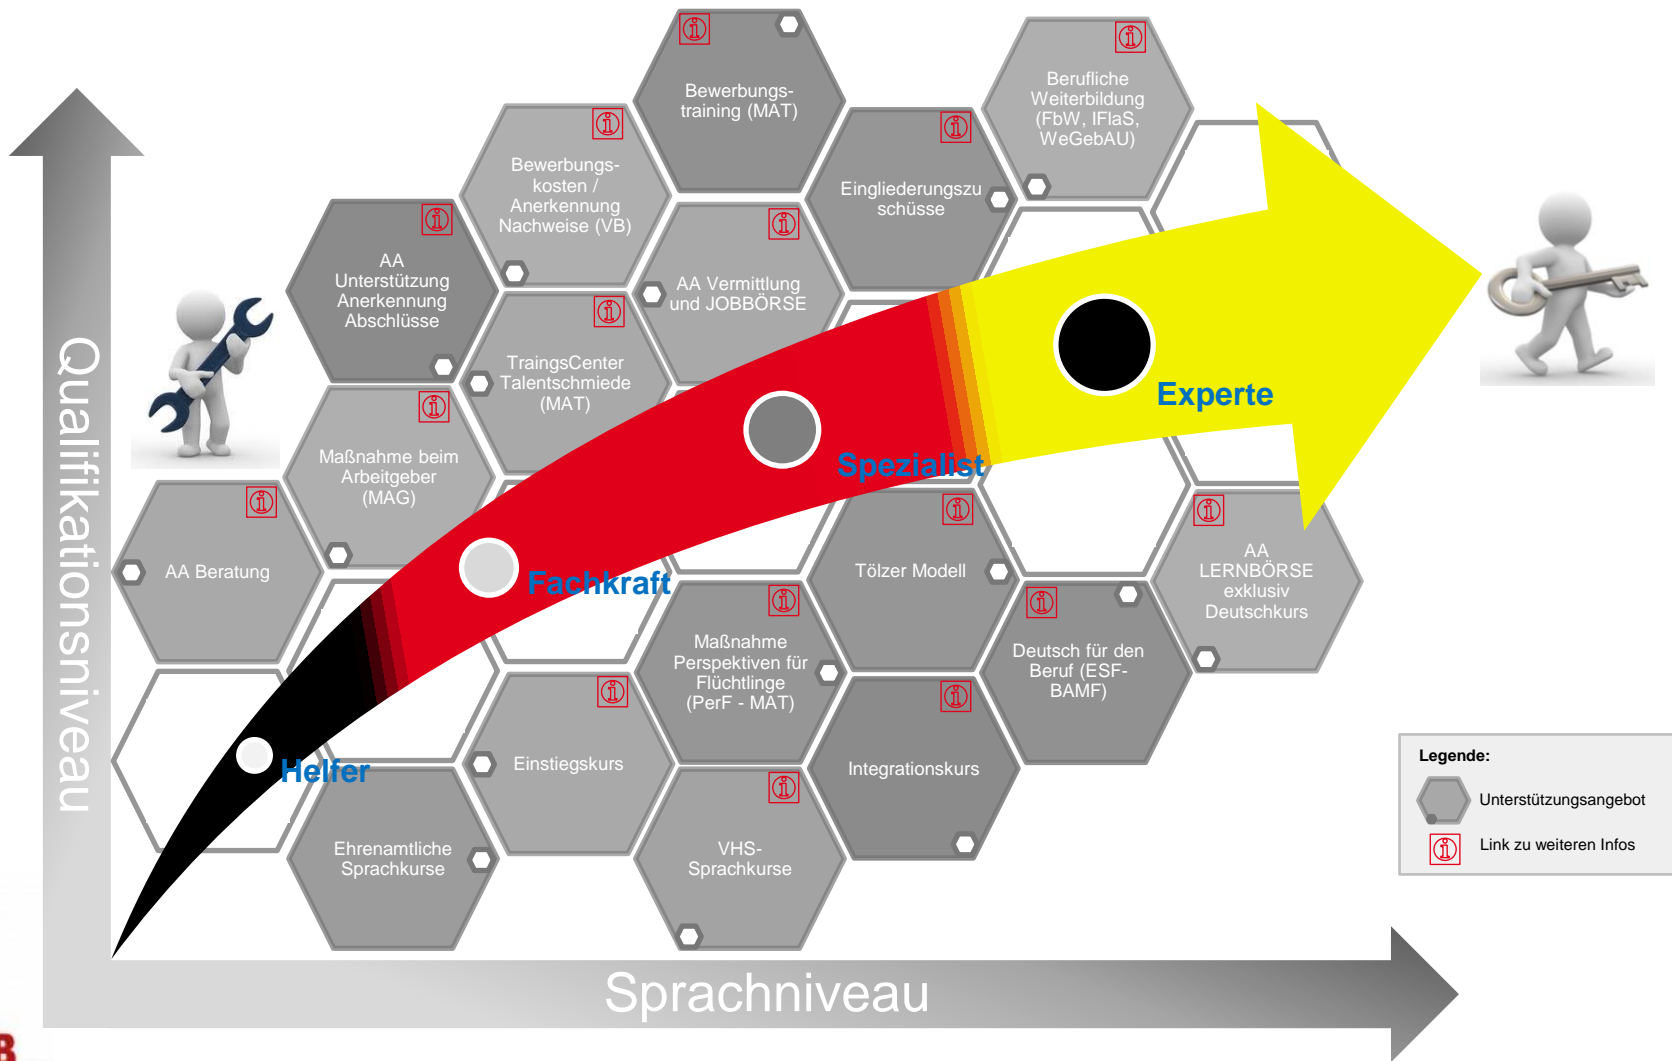 Qualifikationsniveau
Sprachniveau
Bewerbungs-
training (MAT)
Berufliche
Weiterbildung
(FbW, IFlaS,
WeGebAU)
Bewerbungs-
kosten /
Anerkennung
Nachweise (VB)
Eingliederungszu
schüsse
AA
Unterstützung
Anerkennung
Abschlüsse
AA Vermittlung
und JOBBÖRSE
TraingsCenter
Talentschmiede
(MAT)
Maßnahme beim
Arbeitgeber
(MAG)
AA Beratung
Experte
Spezialist
Fachkraft
Helfer
Tölzer Modell
AA
LERNBÖRSE
exklusiv
Deutschkurs
Maßnahme
Perspektiven für
Flüchtlinge
(PerF - MAT)
Deutsch für den
Beruf (ESF-
BAMF)
Einstiegskurs
Integrationskurs
Ehrenamtliche
Sprachkurse
VHS-
Sprachkurse
Legende:
Unterstützungsangebot
Link zu weiteren Infos